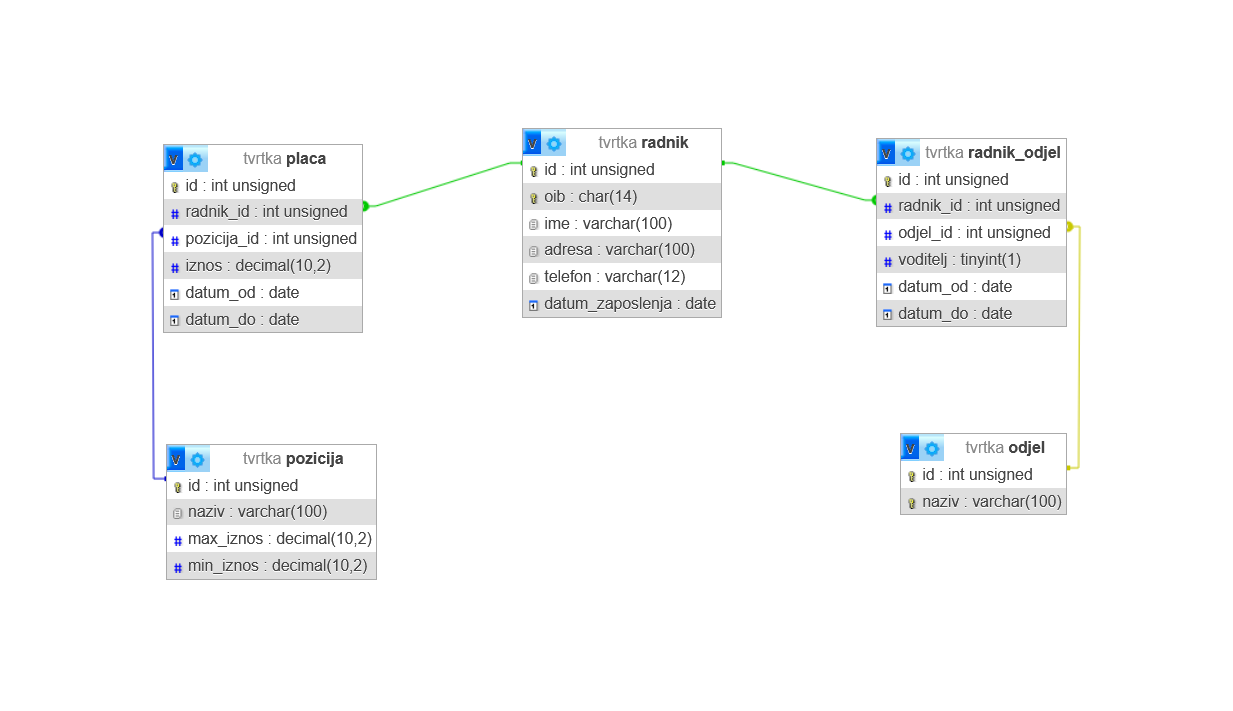 tvrtka placa
id : int unsigned
radnik_id : int unsigned
pozicija_id : int unsigned
iznos : decimal(10,2)
datum_od : date
datum_do : date
tvrtka radnik
id : int unsigned
oib : char(14)
ime : varchar(100)
adresa : varchar(100)
telefon : varchar(12)
datum_zaposlenja : date
tvrtka radnik_odjel
id : int unsigned
radnik_id : int unsigned
odjel_id : int unsigned
voditelj : tinyint(1)
datum_od : date
datum_do : date
tvrtka pozicija
id : int unsigned
naziv : varchar(100)
max_iznos : decimal(10,2)
min_iznos : decimal(10,2)
tvrtka odjel
id : int unsigned
naziv : varchar(100)